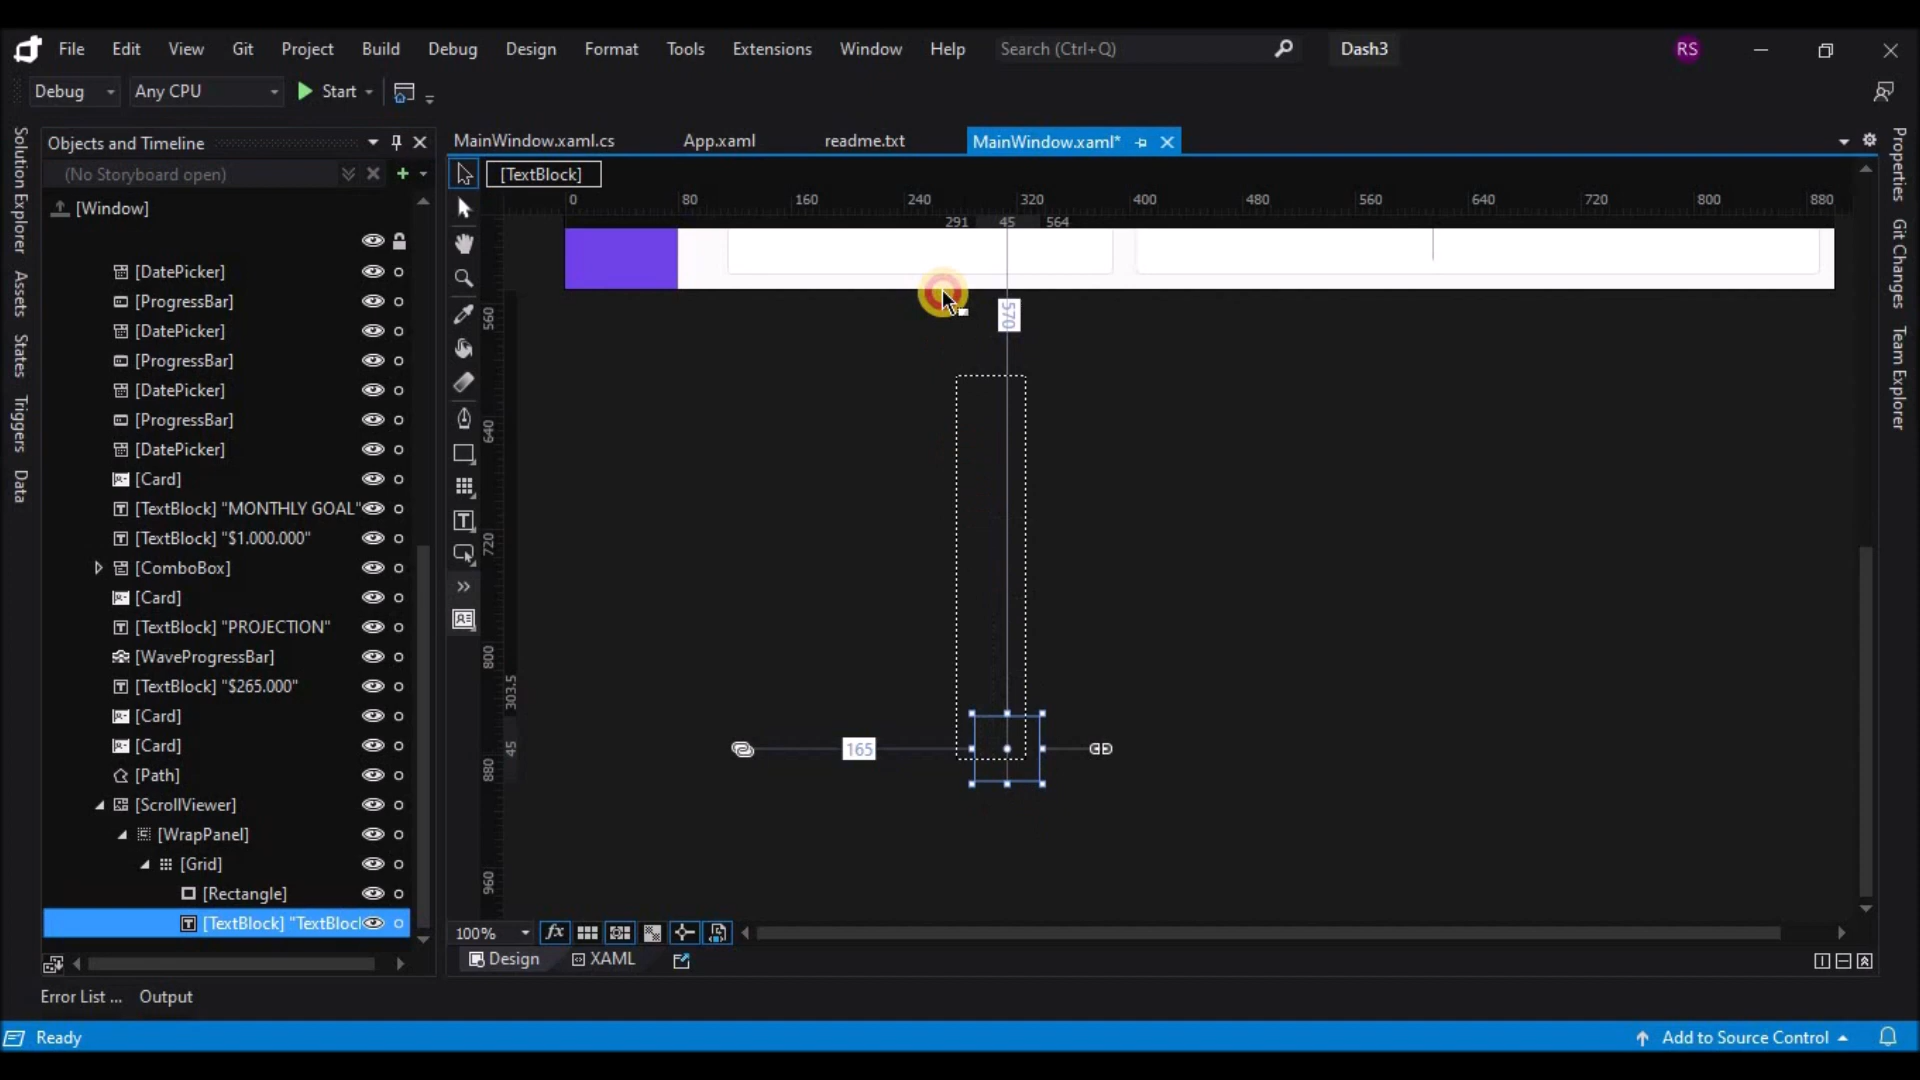 File Edit View Git Project Build Debug Design Format Tools Extensions Window Help Search (Ctrl+Q) Dash3 RS
Debug Any CPU Start
Solution Explorer
Assets
States
Triggers
Data
Objects and Timeline
(No Storyboard open)
[Window]
[DatePicker]
[ProgressBar]
[DatePicker]
[ProgressBar]
[DatePicker]
[ProgressBar]
[DatePicker]
[Card]
[TextBlock] "MONTHLY GOAL"
[TextBlock] "$1.000.000"
[ComboBox]
[Card]
[TextBlock] "PROJECTION"
[WaveProgressBar]
[TextBlock] "$265.000"
[Card]
[Card]
[Path]
[ScrollViewer]
[WrapPanel]
[Grid]
[Rectangle]
[TextBlock] "TextBloc
MainWindow.xaml.cs App.xaml readme.txt MainWindow.xaml*
[TextBlock]
0 80 160 240 320 400 480 560 640 720 800 880
291 45 564
560
640
720
800
880
960
303.5
45
570
165
100% fx
Design XAML
Properties
Git Changes
Team Explorer
Error List ... Output
Ready Add to Source Control